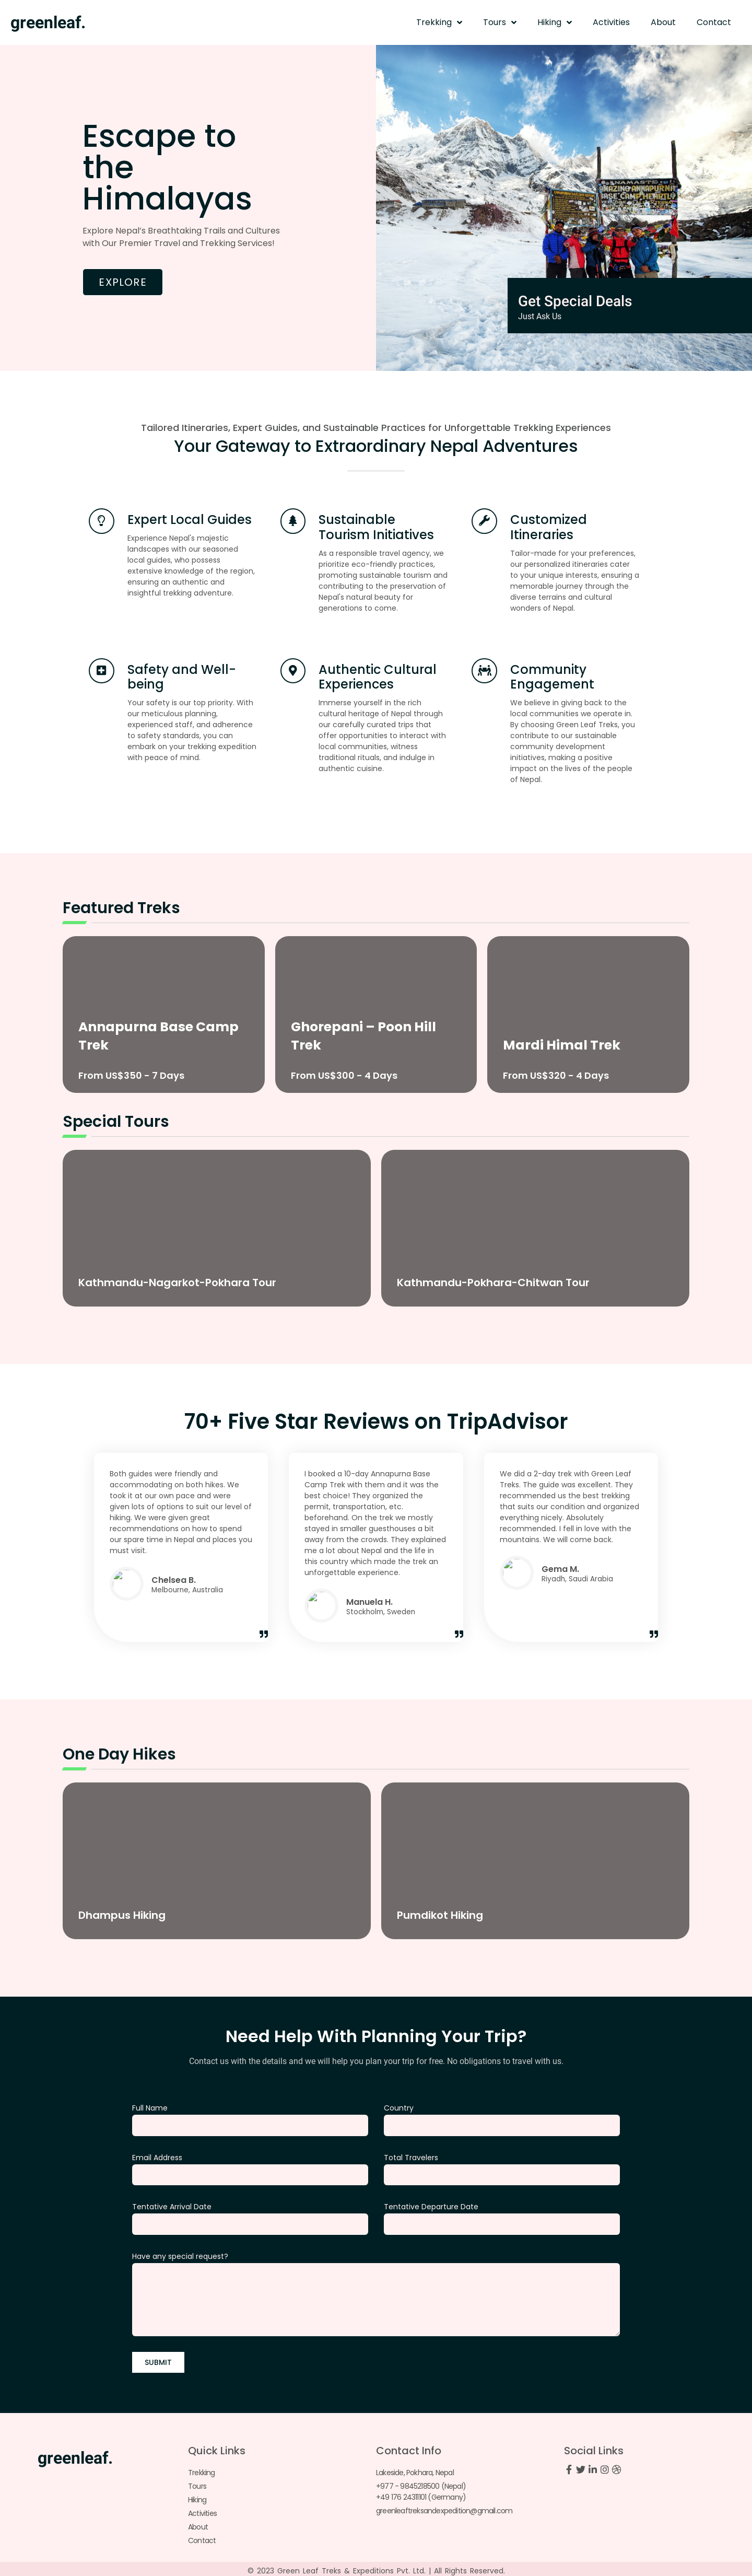 greenleaf.
Trekking
Tours
Hiking
Activities
About
Contact
Escape to
the
Himalayas
Explore Nepal's Breathtaking Trails and Cultures
with Our Premier Travel and Trekking Services!
EXPLORE
NAMASTE
ANNAPURNA
Get Special Deals
Just Ask Us
Tailored Itineraries, Expert Guides, and Sustainable Practices for Unforgettable Trekking Experiences
Your Gateway to Extraordinary Nepal Adventures
Expert Local Guides
Experience Nepal's majestic
landscapes with our seasoned
local guides, who possess
extensive knowledge of the region,
ensuring an authentic and
insightful trekking adventure.
Sustainable
Tourism Initiatives
As a responsible travel agency, we
prioritize eco-friendly practices,
promoting sustainable tourism and
contributing to the preservation of
Nepal's natural beauty for
generations to come.
Customized
Itineraries
Tailor-made for your preferences,
our personalized itineraries cater
to your unique interests, ensuring a
memorable journey through the
diverse terrains and cultural
wonders of Nepal.
Safety and Well-
being
Your safety is our top priority. With
our meticulous planning,
experienced staff, and adherence
to safety standards, you can
embark on your trekking expedition
with peace of mind.
Authentic Cultural
Experiences
Immerse yourself in the rich
cultural heritage of Nepal through
our carefully curated trips that
offer opportunities to interact with
local communities, witness
traditional rituals, and indulge in
authentic cuisine.
Community
Engagement
We believe in giving back to the
local communities we operate in.
By choosing Green Leaf Treks, you
contribute to our sustainable
community development
initiatives, making a positive
impact on the lives of the people
of Nepal.
Featured Treks
Annapurna Base Camp
Trek
From US$350 - 7 Days
Ghorepani – Poon Hill
Trek
From US$300 - 4 Days
Mardi Himal Trek
From US$320 - 4 Days
Special Tours
Kathmandu-Nagarkot-Pokhara Tour
Kathmandu-Pokhara-Chitwan Tour
70+ Five Star Reviews on TripAdvisor
Both guides were friendly and
accommodating on both hikes. We
took it at our own pace and were
given lots of options to suit our level of
hiking. We were given great
recommendations on how to spend
our spare time in Nepal and places you
must visit.
Chelsea B.
Melbourne, Australia
I booked a 10-day Annapurna Base
Camp Trek with them and it was the
best choice! They organized the
permit, transportation, etc.
beforehand. On the trek we mostly
stayed in smaller guesthouses a bit
away from the crowds. They explained
me a lot about Nepal and the life in
this country which made the trek an
unforgettable experience.
Manuela H.
Stockholm, Sweden
We did a 2-day trek with Green Leaf
Treks. The guide was excellent. They
recommended us the best trekking
that suits our condition and organized
everything nicely. Absolutely
recommended. I fell in love with the
mountains. We will come back.
Gema M.
Riyadh, Saudi Arabia
One Day Hikes
Dhampus Hiking
Pumdikot Hiking
Need Help With Planning Your Trip?
Contact us with the details and we will help you plan your trip for free. No obligations to travel with us.
Full Name
Country
Email Address
Total Travelers
Tentative Arrival Date
Tentative Departure Date
Have any special request?
SUBMIT
greenleaf.
Quick Links
Trekking
Tours
Hiking
Activities
About
Contact
Contact Info
Lakeside, Pokhara, Nepal
+977 - 9845218500 (Nepal)
+49 176 24311101 (Germany)
greenleaftreksandexpedition@gmail.com
Social Links
© 2023 Green Leaf Treks & Expeditions Pvt. Ltd. | All Rights Reserved.